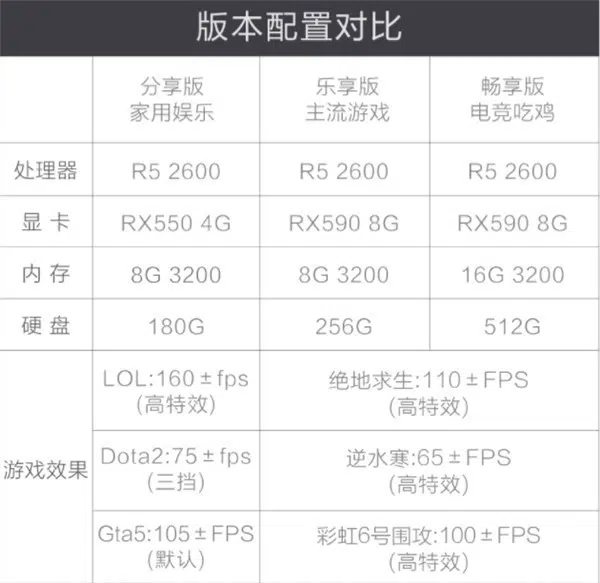 版本配置对比
分享版 乐享版 畅享版
家用娱乐 主流游戏 电竞吃鸡
处理器 R5 2600 R5 2600 R5 2600
显卡 RX550 4G RX590 8G RX590 8G
内存 8G 3200 8G 3200 16G 3200
硬盘 180G 256G 512G
游戏效果
LOL:160±fps
(高特效)
绝地求生:110±FPS
(高特效)
Dota2:75±fps
(三挡)
逆水寒:65±FPS
(高特效)
Gta5:105±FPS
(默认)
彩虹6号围攻:100±FPS
(高特效)